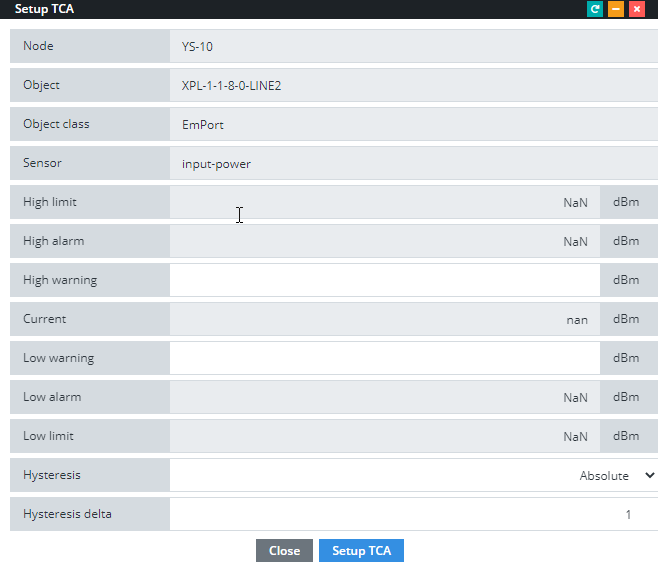 Setup TCA
Node YS-10
Object XPL-1-1-8-0-LINE2
Object class EmPort
Sensor input-power
High limit NaN dBm
High alarm NaN dBm
High warning dBm
Current nan dBm
Low warning dBm
Low alarm NaN dBm
Low limit NaN dBm
Hysteresis Absolute
Hysteresis delta 1
Close Setup TCA